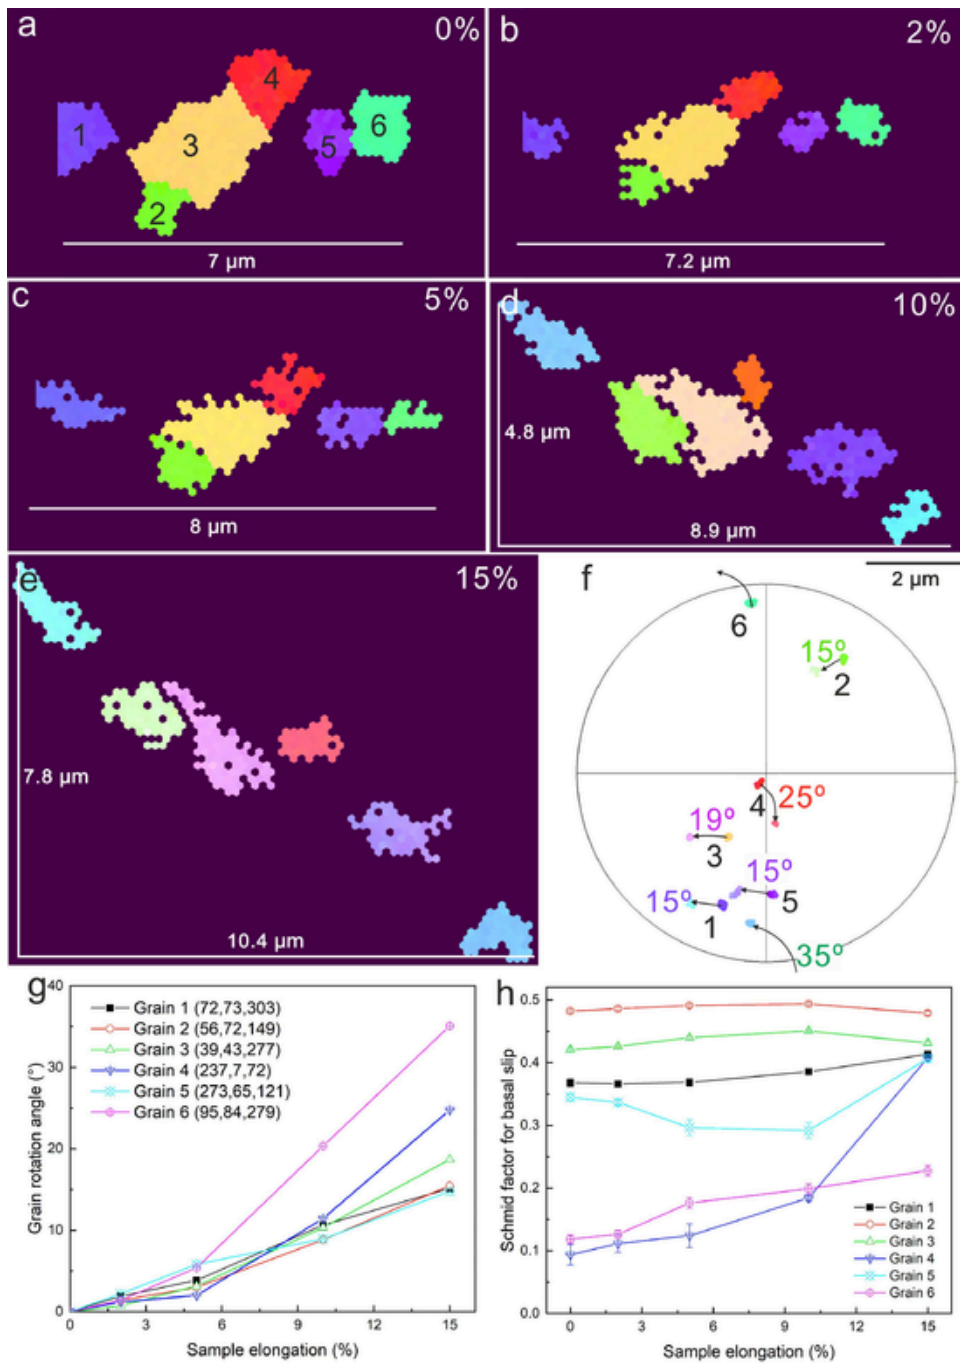 a
0%
1
2
3
4
5
6
7 µm
b
2%
7.2 µm
c
5%
8 µm
d
10%
4.8 µm
8.9 µm
e
15%
7.8 µm
10.4 µm
f
2 µm
6
15º
2
4
25º
19º
3
15º
5
15º
1
35º
g
Grain 1 (72,73,303)
Grain 2 (56,72,149)
Grain 3 (39,43,277)
Grain 4 (237,7,72)
Grain 5 (273,65,121)
Grain 6 (95,84,279)
Grain rotation angle (°)
40
30
20
10
0
0
3
6
9
12
15
Sample elongation (%)
h
Schmid factor for basal slip
0.5
0.4
0.3
0.2
0.1
0.0
Grain 1
Grain 2
Grain 3
Grain 4
Grain 5
Grain 6
0
3
6
9
12
15
Sample elongation (%)